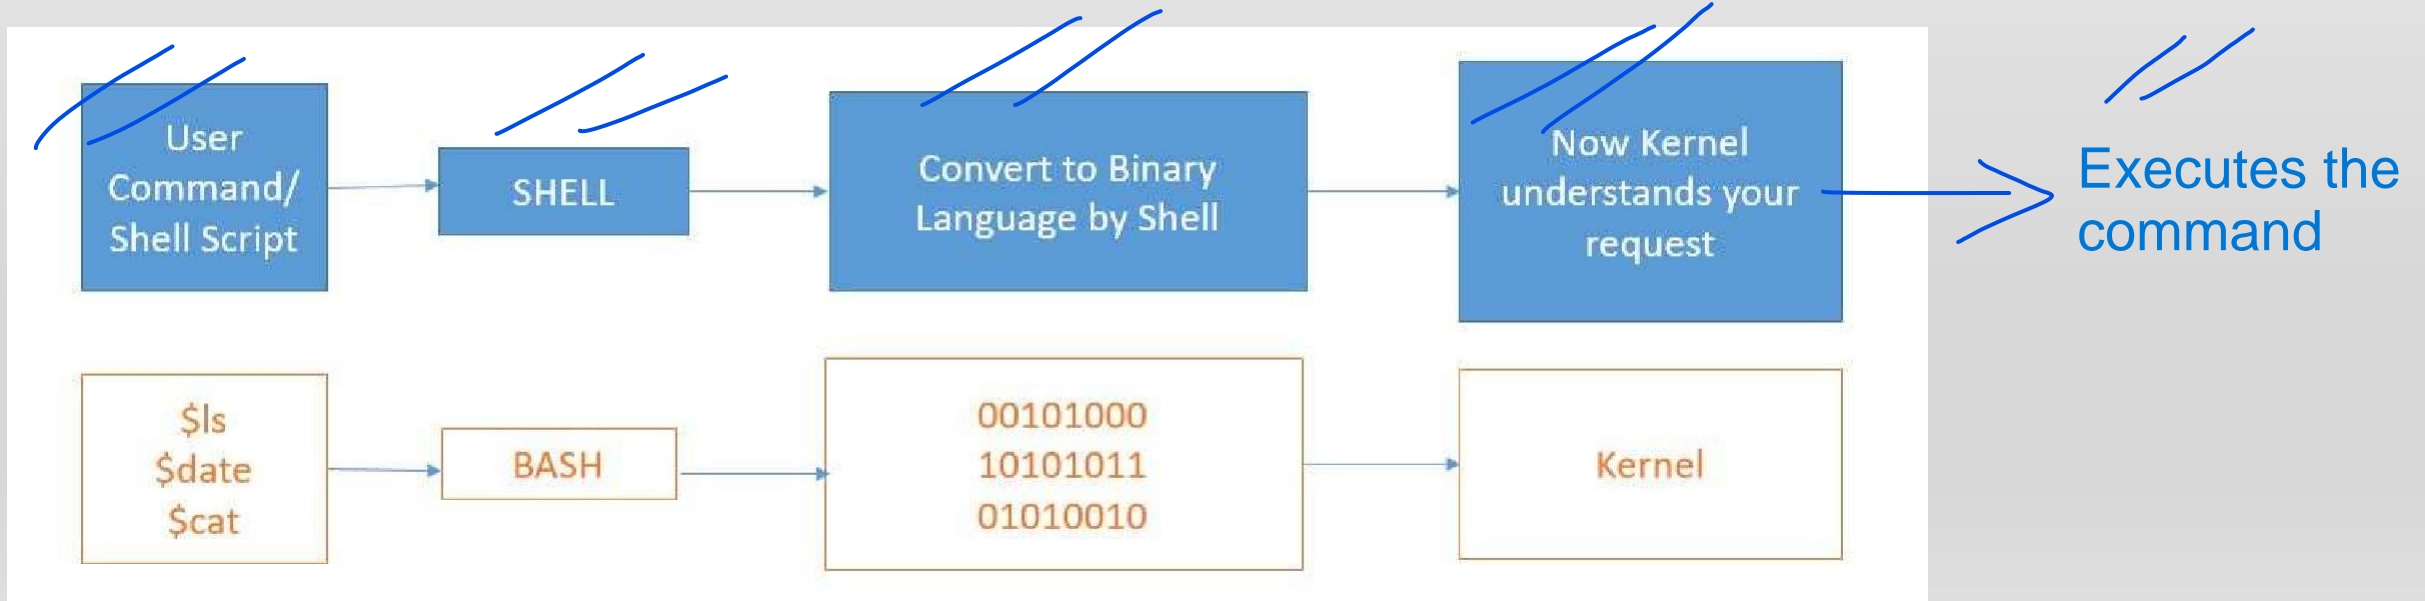 User
Command/
Shell Script
SHELL
Convert to Binary
Language by Shell
Now Kernel
understands your
request
Executes the
command
$ls
$date
$cat
BASH
00101000
10101011
01010010
Kernel